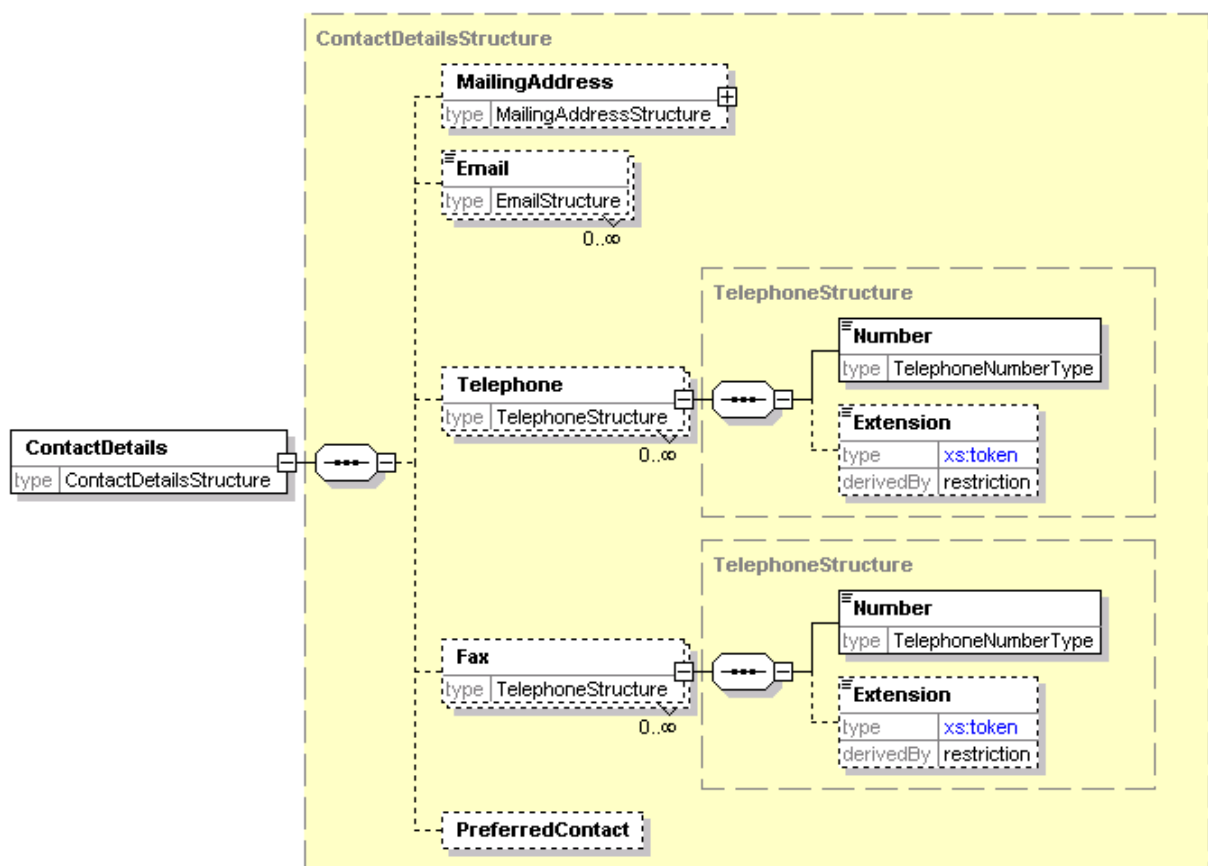 ContactDetailsStructure
MailingAddress
type MailingAddressStructure
Email
type EmailStructure
0..∞
TelephoneStructure
Number
type TelephoneNumberType
Telephone
type TelephoneStructure
0..∞
Extension
type xs:token
derivedBy restriction
ContactDetails
type ContactDetailsStructure
TelephoneStructure
Number
type TelephoneNumberType
Fax
type TelephoneStructure
0..∞
Extension
type xs:token
derivedBy restriction
PreferredContact